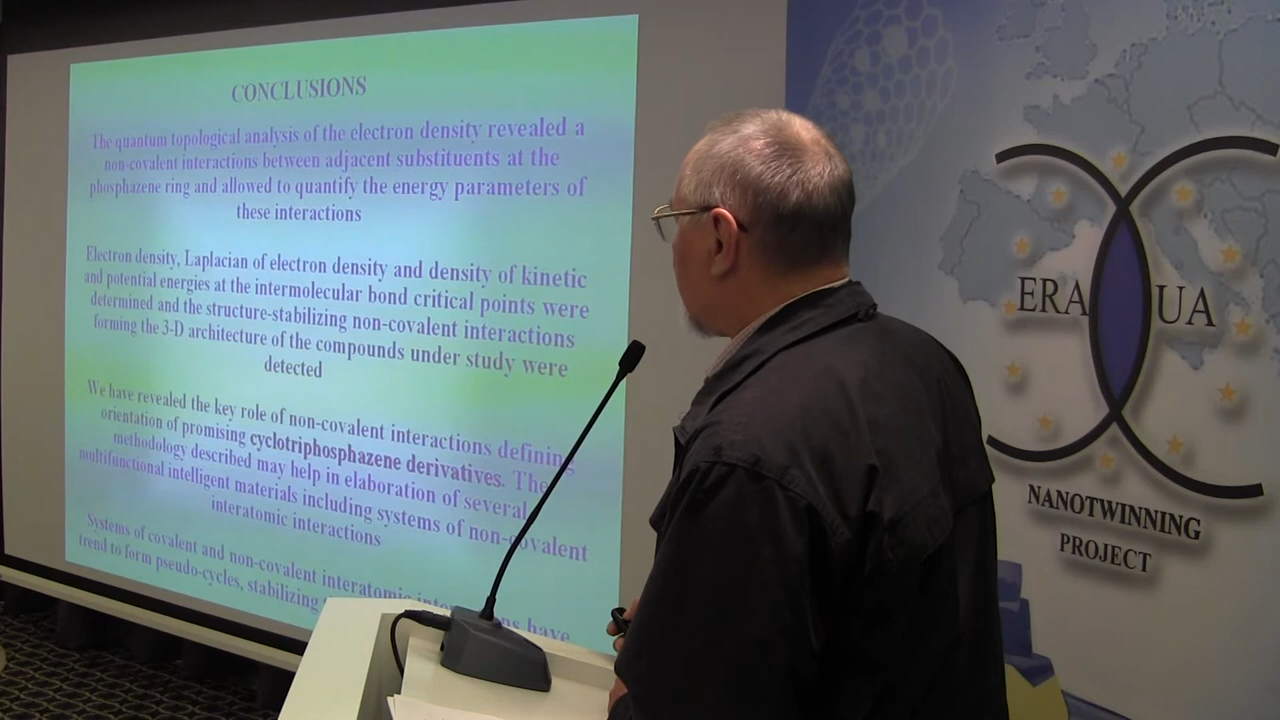 CONCLUSIONS
The quantum topological analysis of the electron density revealed a
non-covalent interactions between adjacent substituents at the
phosphazene ring and allowed to quantify the energy parameters of
these interactions
Electron density, Laplacian of electron density and density of kinetic
and potential energies at the intermolecular bond critical points were
determined and the structure-stabilizing non-covalent interactions
forming the 3-D architecture of the compounds under study were
detected
We have revealed the key role of non-covalent interactions defining
orientation of promising cyclotriphosphazene derivatives. The
methodology described may help in elaboration of several
multifunctional intelligent materials including systems of non-covalent
interatomic interactions
Systems of covalent and non-covalent interatomic have
trend to form pseudo-cycles, stabilizing
ERA UA
NANOTWINNING
PROJECT